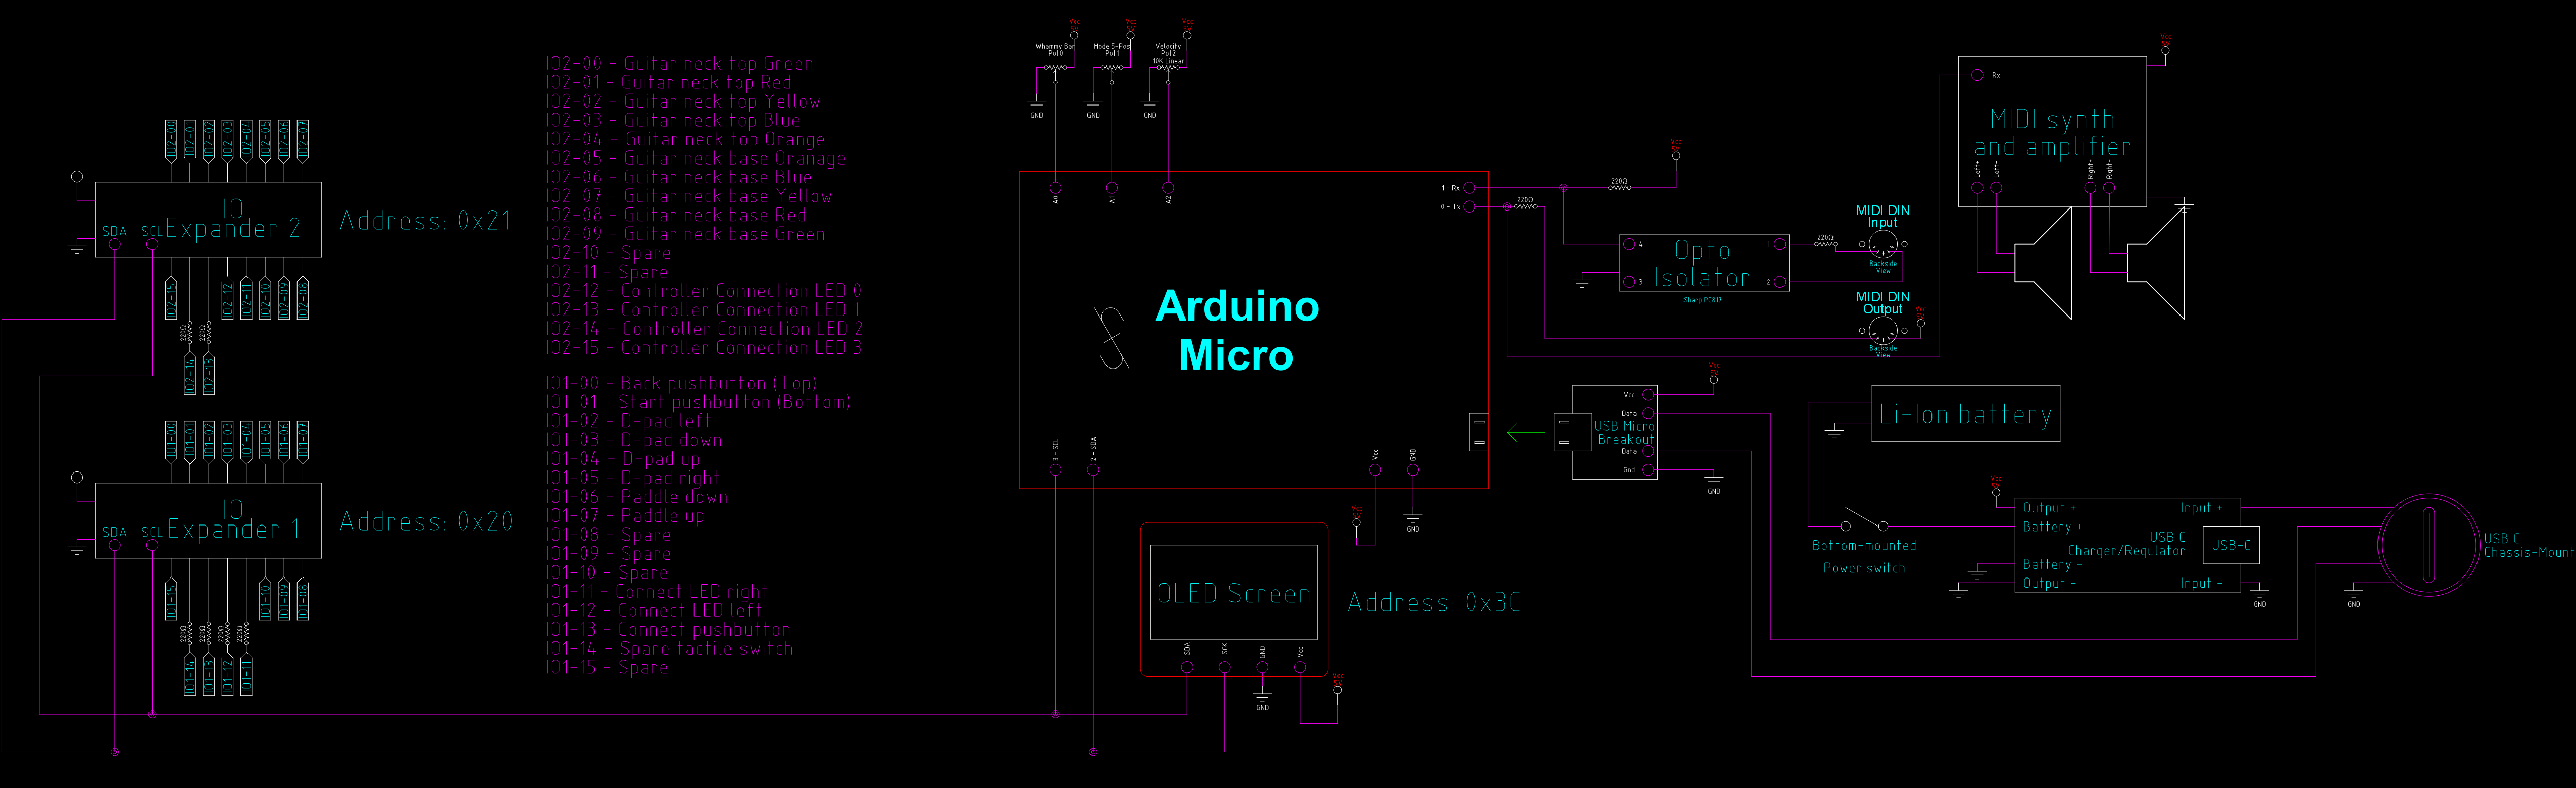 IO2-00
IO2-01
IO2-02
IO2-03
IO2-04
IO2-05
IO2-06
IO2-07
IO
Expander 2
SDA
SCL
Address: 0x21
IO2-15
IO2-12
IO2-11
IO2-10
IO2-09
IO2-08
220Ω
220Ω
IO2-14
IO2-13
IO1-00
IO1-01
IO1-02
IO1-03
IO1-04
IO1-05
IO1-06
IO1-07
IO
Expander 1
SDA
SCL
Address: 0x20
IO1-15
IO1-10
IO1-09
IO1-08
220Ω
220Ω
220Ω
220Ω
IO1-14
IO1-13
IO1-12
IO1-11
IO2-00 - Guitar neck top Green
IO2-01 - Guitar neck top Red
IO2-02 - Guitar neck top Yellow
IO2-03 - Guitar neck top Blue
IO2-04 - Guitar neck top Orange
IO2-05 - Guitar neck base Oranage
IO2-06 - Guitar neck base Blue
IO2-07 - Guitar neck base Yellow
IO2-08 - Guitar neck base Red
IO2-09 - Guitar neck base Green
IO2-10 - Spare
IO2-11 - Spare
IO2-12 - Controller Connection LED 0
IO2-13 - Controller Connection LED 1
IO2-14 - Controller Connection LED 2
IO2-15 - Controller Connection LED 3
IO1-00 - Back pushbutton (Top)
IO1-01 - Start pushbutton (Bottom)
IO1-02 - D-pad left
IO1-03 - D-pad down
IO1-04 - D-pad up
IO1-05 - D-pad right
IO1-06 - Paddle down
IO1-07 - Paddle up
IO1-08 - Spare
IO1-09 - Spare
IO1-10 - Spare
IO1-11 - Connect LED right
IO1-12 - Connect LED left
IO1-13 - Connect pushbutton
IO1-14 - Spare tactile switch
IO1-15 - Spare
Vcc
5V
Whammy Bar
Pot0
GND
Vcc
5V
Mode 5-Pos
Pot1
GND
Vcc
5V
Velocity
Pot2
10K Linear
GND
A0
A1
A2
1 - Rx
0 - Tx
Arduino
Micro
3 - SCL
2 - SDA
Vcc
GND
Vcc
5V
GND
OLED Screen
SDA
SCK
GND
Vcc
GND
Vcc
5V
Address: 0x3C
220Ω
220Ω
Vcc
5V
4
3
1
2
Opto
Isolator
Sharp PC817
220Ω
MIDI DIN
Input
Backside
View
MIDI DIN
Output
Backside
View
Vcc
5V
Vcc
5V
Rx
MIDI synth
and amplifier
Left+
Left-
Right+
Right-
Vcc
5V
Vcc
Data
USB Micro
Breakout
Data
Gnd
GND
Li-Ion battery
Bottom-mounted
Power switch
Vcc
5V
Output +
Battery +
Battery -
Output -
Input +
USB C
Charger/Regulator
USB-C
Input -
GND
GND
USB C
Chassis-Mount